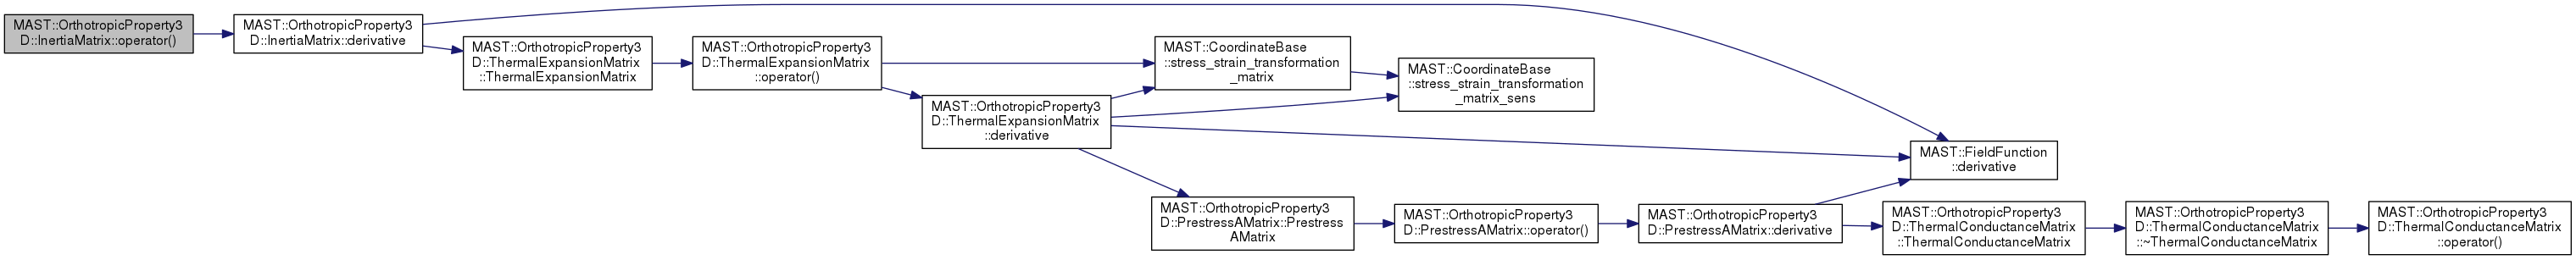 MAST::OrthotropicProperty3
D::InertiaMatrix::operator()
MAST::OrthotropicProperty3
D::InertiaMatrix::derivative
MAST::OrthotropicProperty3
D::ThermalExpansionMatrix
::ThermalExpansionMatrix
MAST::OrthotropicProperty3
D::ThermalExpansionMatrix
::operator()
MAST::OrthotropicProperty3
D::ThermalExpansionMatrix
::derivative
MAST::CoordinateBase
::stress_strain_transformation
_matrix
MAST::CoordinateBase
::stress_strain_transformation
_matrix_sens
MAST::FieldFunction
::derivative
MAST::OrthotropicProperty3
D::PrestressAMatrix::Prestress
AMatrix
MAST::OrthotropicProperty3
D::PrestressAMatrix::operator()
MAST::OrthotropicProperty3
D::PrestressAMatrix::derivative
MAST::OrthotropicProperty3
D::ThermalConductanceMatrix
::ThermalConductanceMatrix
MAST::OrthotropicProperty3
D::ThermalConductanceMatrix
::~ThermalConductanceMatrix
MAST::OrthotropicProperty3
D::ThermalConductanceMatrix
::operator()